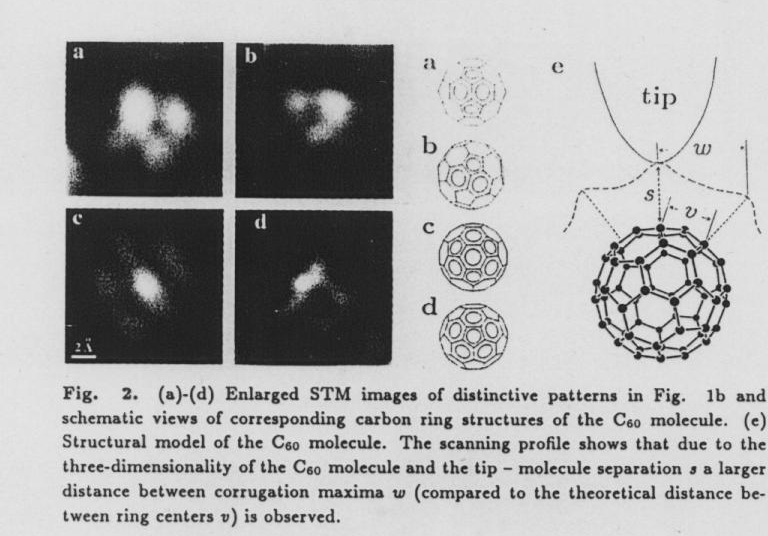 a
b
c
d
2Å
a
b
c
d
e
tip
w
s
v
Fig. 2. (a)-(d) Enlarged STM images of distinctive patterns in Fig. 1b and
schematic views of corresponding carbon ring structures of the C₆₀ molecule. (e)
Structural model of the C₆₀ molecule. The scanning profile shows that due to the
three-dimensionality of the C₆₀ molecule and the tip – molecule separation s a larger
distance between corrugation maxima w (compared to the theoretical distance be-
tween ring centers v) is observed.